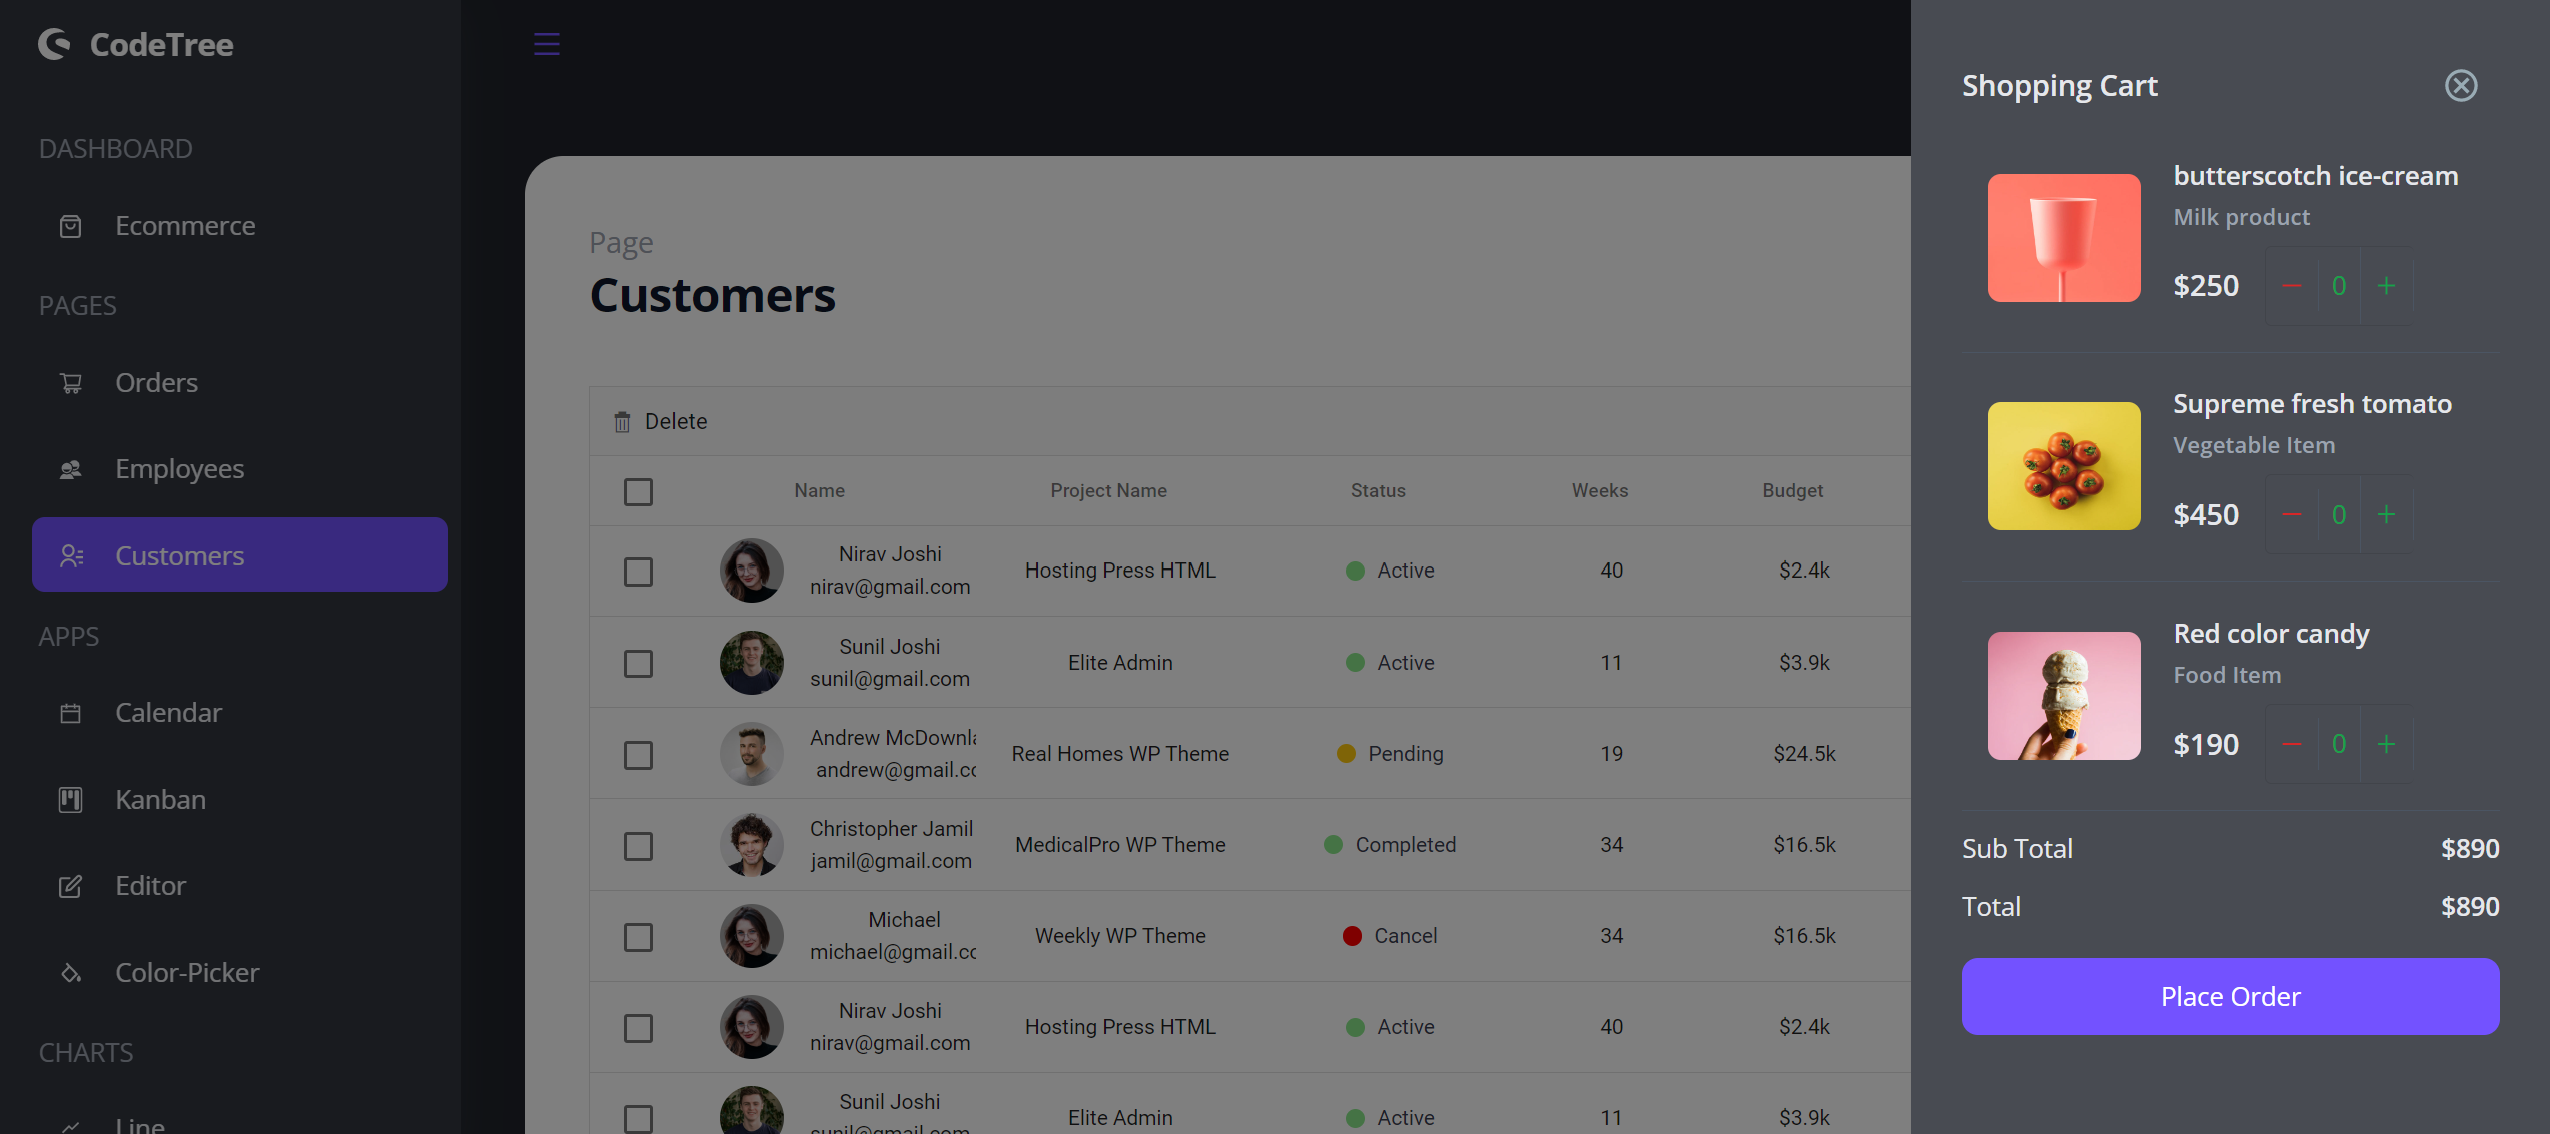 CodeTree
DASHBOARD
Ecommerce
PAGES
Orders
Employees
Customers
APPS
Calendar
Kanban
Editor
Color-Picker
CHARTS
Line
Page
Customers
Delete
Name Project Name Status Weeks Budget
Nirav Joshi
nirav@gmail.com
Hosting Press HTML Active 40 $2.4k
Sunil Joshi
sunil@gmail.com
Elite Admin Active 11 $3.9k
Andrew McDownla
andrew@gmail.co
Real Homes WP Theme Pending 19 $24.5k
Christopher Jamil
jamil@gmail.com
MedicalPro WP Theme Completed 34 $16.5k
Michael
michael@gmail.co
Weekly WP Theme Cancel 34 $16.5k
Nirav Joshi
nirav@gmail.com
Hosting Press HTML Active 40 $2.4k
Sunil Joshi
sunil@gmail.com
Elite Admin Active 11 $3.9k
Shopping Cart
butterscotch ice-cream
Milk product
$250 − 0 +
Supreme fresh tomato
Vegetable Item
$450 − 0 +
Red color candy
Food Item
$190 − 0 +
Sub Total $890
Total $890
Place Order